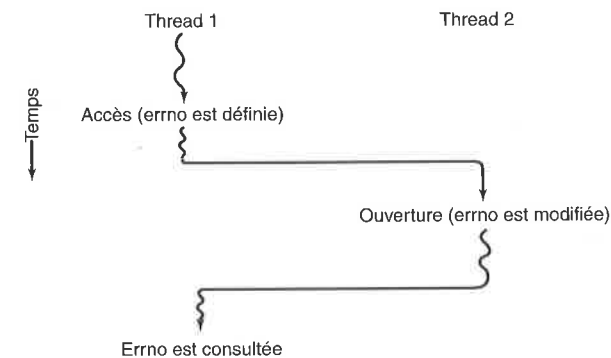 Thread 1
Thread 2
Temps
Accès (errno est définie)
Ouverture (errno est modifiée)
Errno est consultée